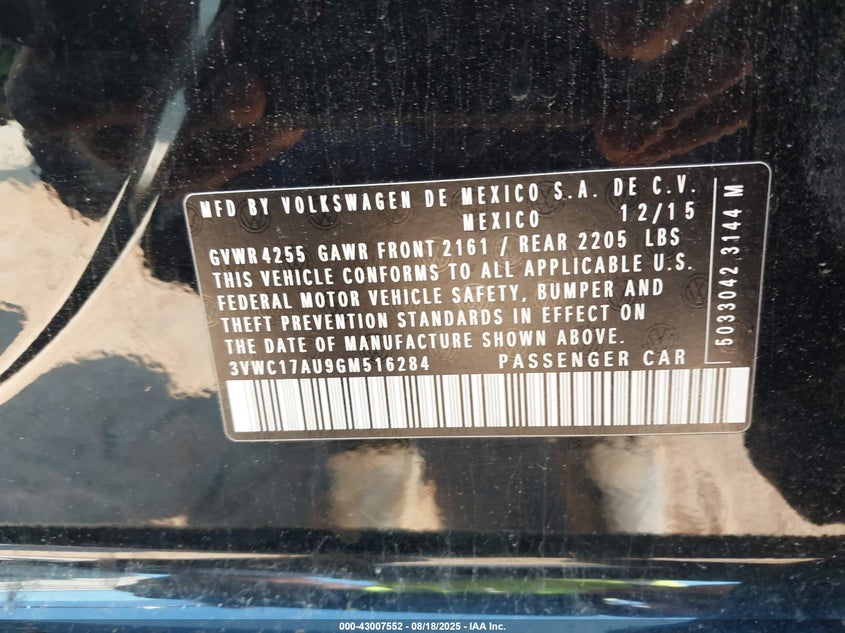 MFD BY VOLKSWAGEN DE MEXICO S.A. DE C.V.
MEXICO 12/15
GVWR 4255 GAWR FRONT 2161 / REAR 2205 LBS
THIS VEHICLE CONFORMS TO ALL APPLICABLE U.S.
FEDERAL MOTOR VEHICLE SAFETY, BUMPER AND
THEFT PREVENTION STANDARDS IN EFFECT ON
THE DATE OF MANUFACTURE SHOWN ABOVE.
3VWC17AU9GM516284 PASSENGER CAR
5033042 3144 M
000-43007552 - 08/18/2025 - IAA Inc.